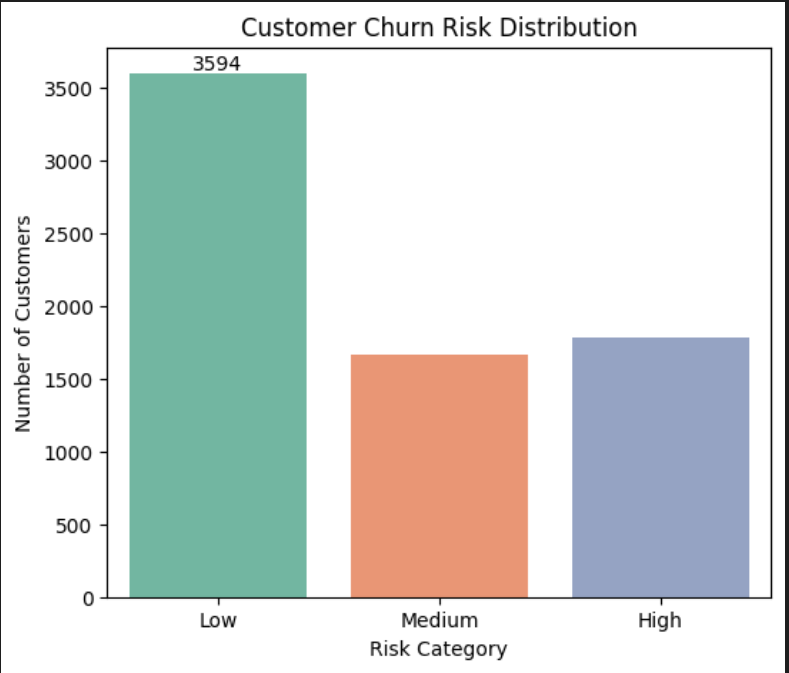 Customer Churn Risk Distribution
3594
3500
3000
2500
2000
1500
1000
500
0
Number of Customers
Low Medium High
Risk Category